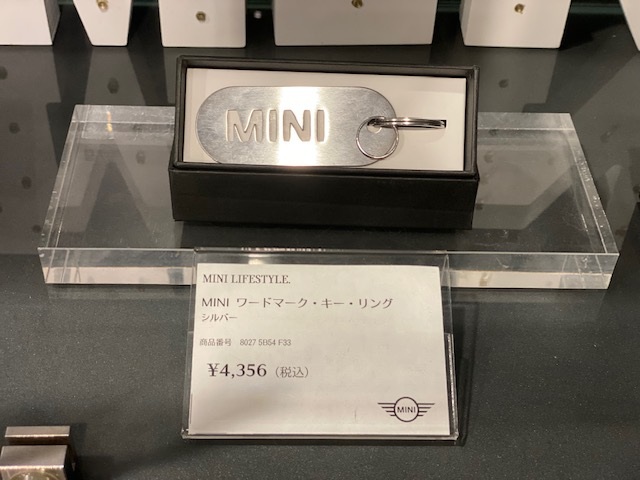 MINI
MINI LIFESTYLE.
MINI ワードマーク・キー・リング
シルバー
商品番号 8027 5B54 F33
¥4,356（税込）
MINI